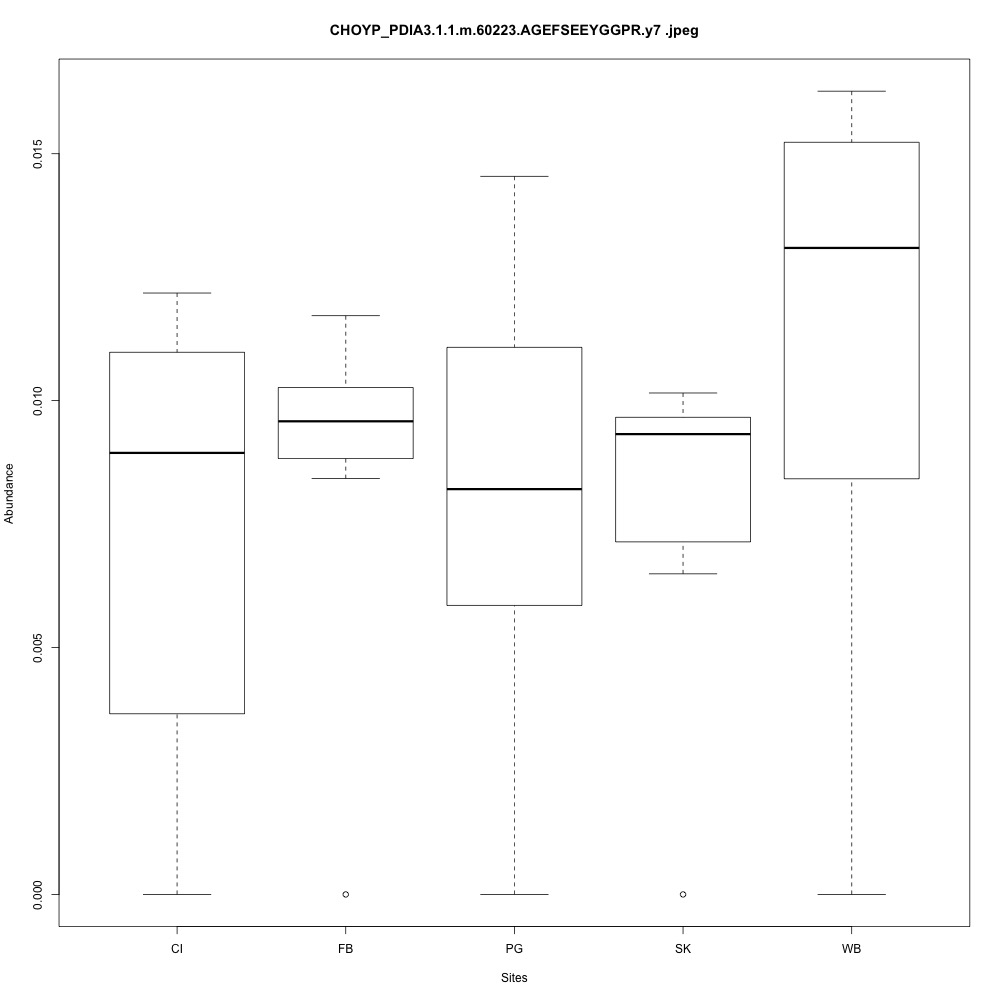 CHOYP_PDIA3.1.1.m.60223.AGEFSEEYGGPR.y7 .jpeg
0.015
0.010
0.005
0.000
Abundance
CI FB PG SK WB
Sites